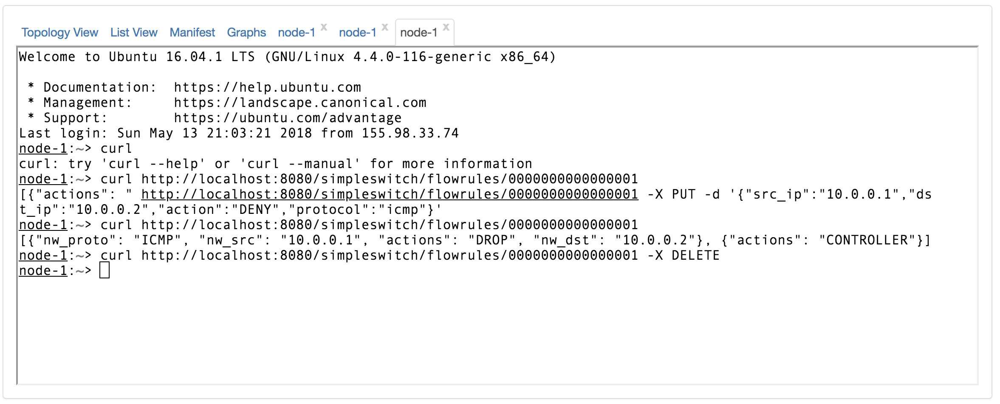 Topology View List View Manifest Graphs node-1 x node-1 x node-1 x
Welcome to Ubuntu 16.04.1 LTS (GNU/Linux 4.4.0-116-generic x86_64)
* Documentation: https://help.ubuntu.com
* Management: https://landscape.canonical.com
* Support: https://ubuntu.com/advantage
Last login: Sun May 13 21:03:21 2018 from 155.98.33.74
node-1:~> curl
curl: try 'curl --help' or 'curl --manual' for more information
node-1:~> curl http://localhost:8080/simpleswitch/flowrules/0000000000000001
[{"actions": " http://localhost:8080/simpleswitch/flowrules/0000000000000001 -X PUT -d '{"src_ip":"10.0.0.1","ds
t_ip":"10.0.0.2","action":"DENY","protocol":"icmp"}'
node-1:~> curl http://localhost:8080/simpleswitch/flowrules/0000000000000001
[{"nw_proto": "ICMP", "nw_src": "10.0.0.1", "actions": "DROP", "nw_dst": "10.0.0.2"}, {"actions": "CONTROLLER"}]
node-1:~> curl http://localhost:8080/simpleswitch/flowrules/0000000000000001 -X DELETE
node-1:~>